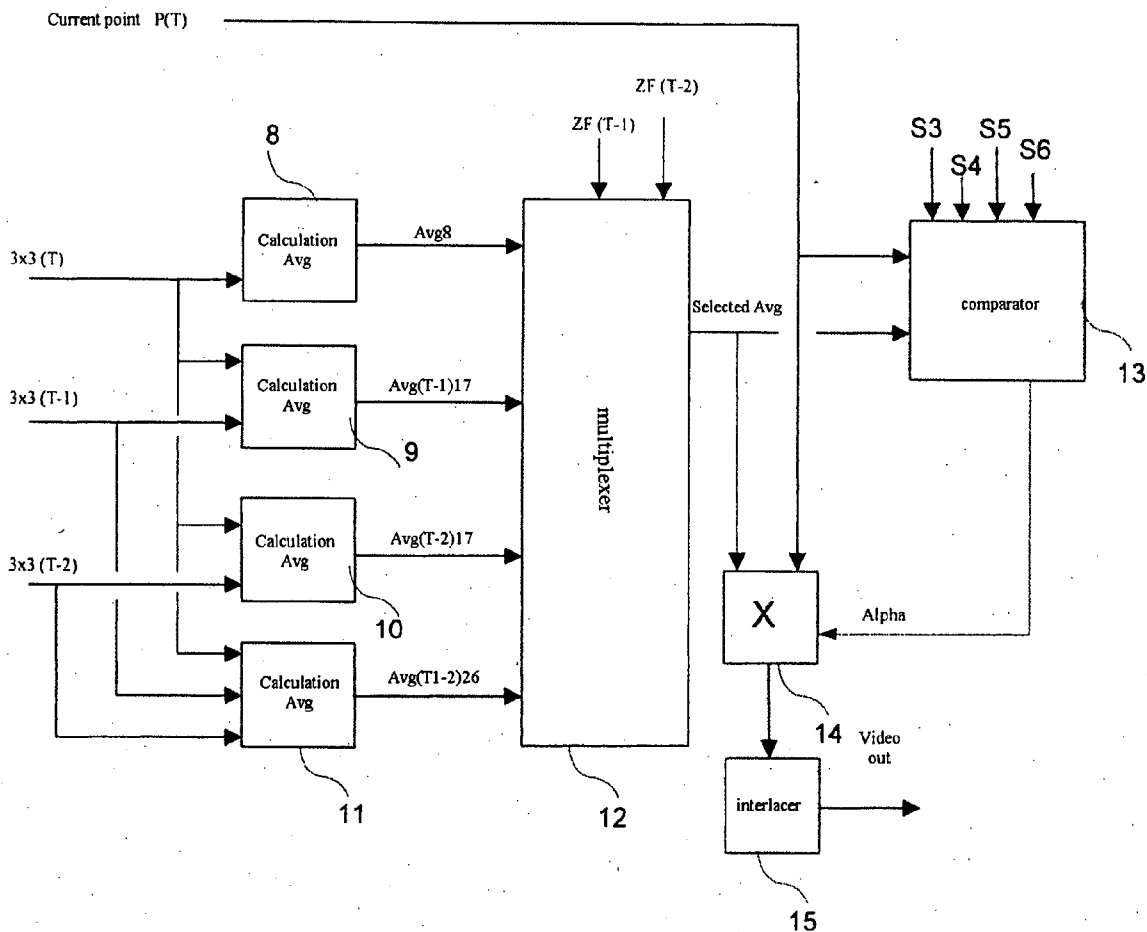 Current point P(T)
ZF (T-2)
ZF (T-1)
S3
S5
S4
S6
8
Calculation
Avg
Avg8
3x3 (T)
Selected Avg
comparator
13
Calculation
Avg
Avg(T-1)17
3x3 (T-1)
9
multiplexer
Calculation
Avg
Avg(T-2)17
3x3 (T-2)
10
X
Alpha
Calculation
Avg
Avg(T1-2)26
14
Video
out
11
12
interlacer
15